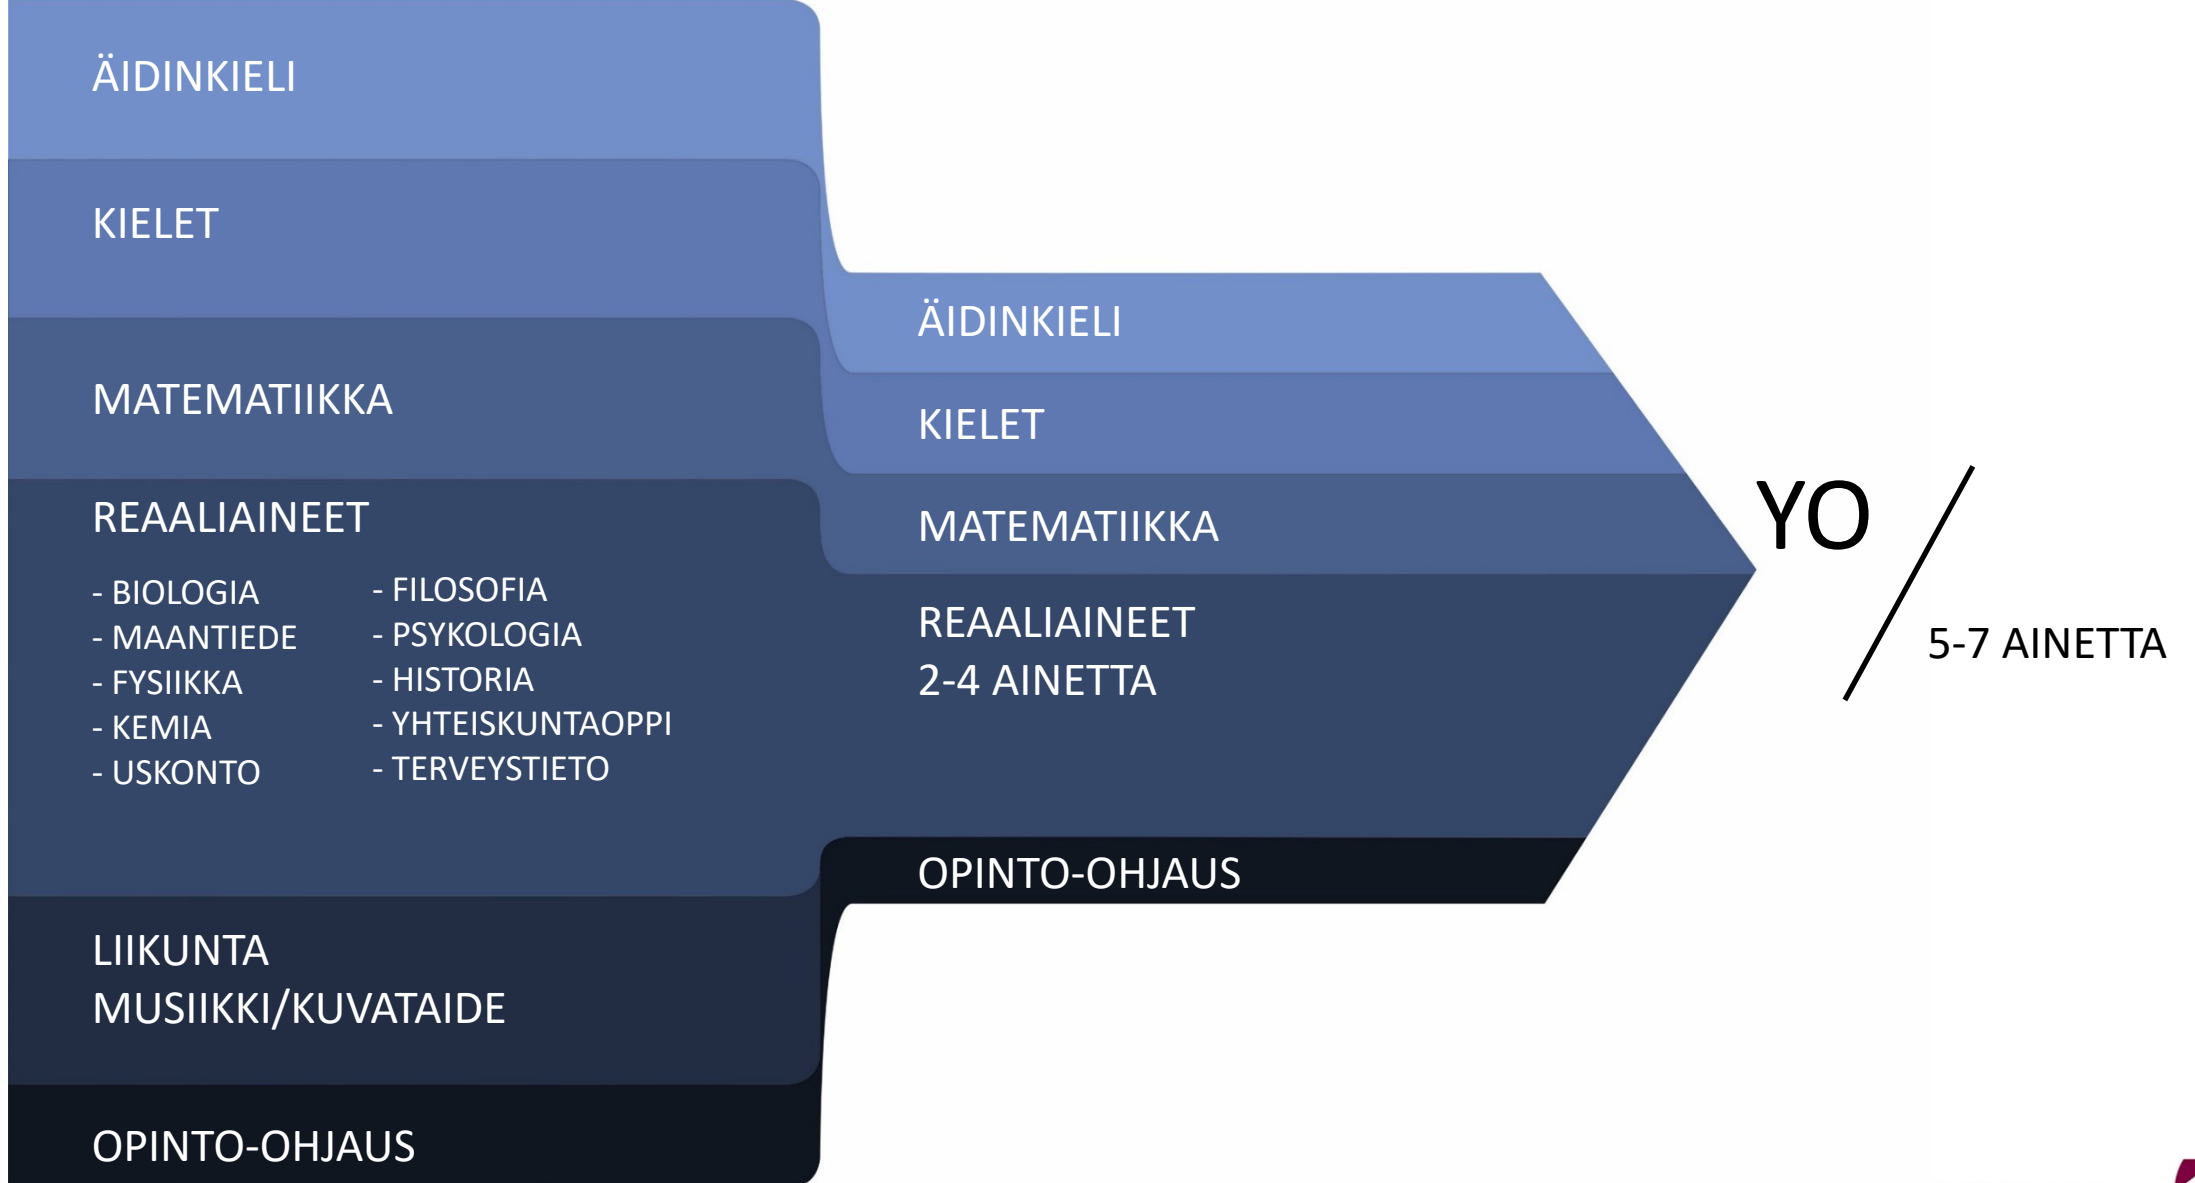 ÄIDINKIELI
KIELET
MATEMATIIKKA
REAALIAINEET
- BIOLOGIA
- MAANTIEDE
- FYSIIKKA
- KEMIA
- USKONTO
- FILOSOFIA
- PSYKOLOGIA
- HISTORIA
- YHTEISKUNTAOPPI
- TERVEYSTIETO
LIIKUNTA
MUSIIKKI/KUVATAIDE
OPINTO-OHJAUS
ÄIDINKIELI
KIELET
MATEMATIIKKA
REAALIAINEET
2-4 AINETTA
OPINTO-OHJAUS
YO
5-7 AINETTA